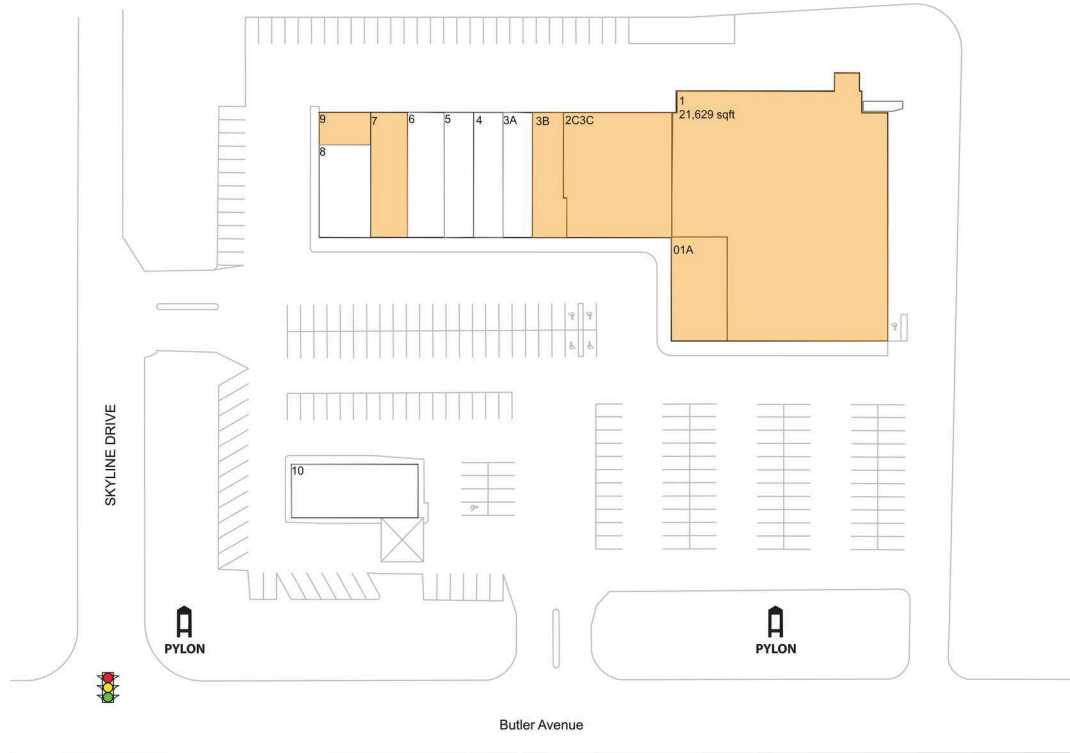 1
21,629 sqft
9
7
6
5
4
3A
3B
2C3C
8
01A
SKYLINE DRIVE
10
PYLON
PYLON
Butler Avenue